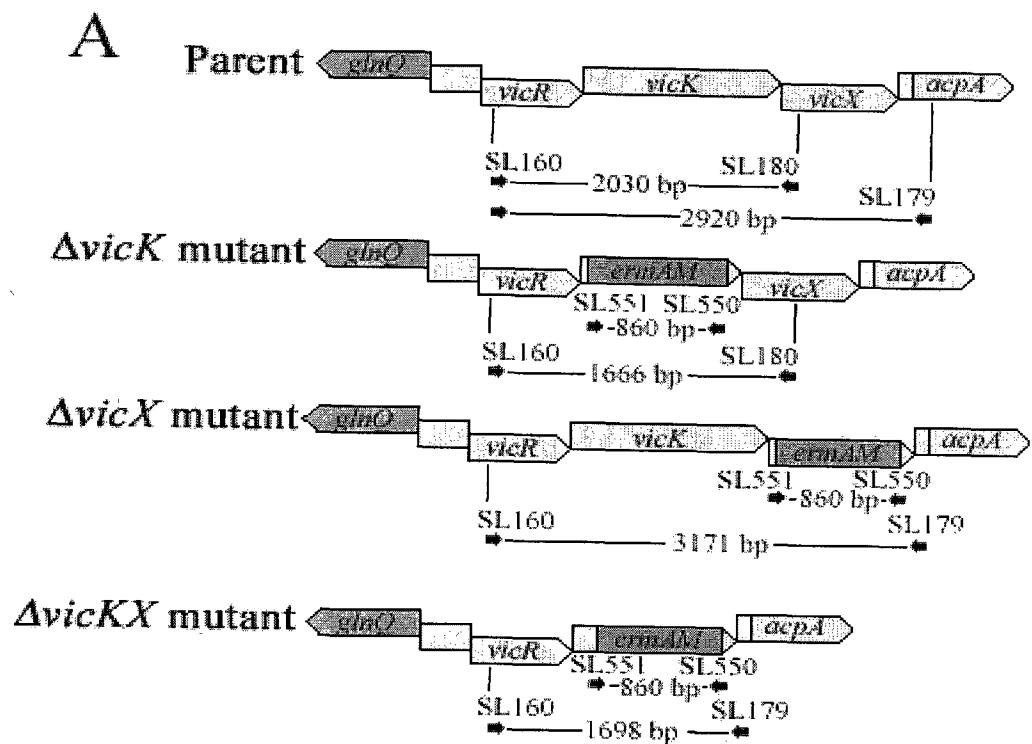 A
Parent
glnQ
vicR
vicK
vicX
acpA
SL160
SL180
2030 bp
SL179
2920 bp
ΔvicK mutant
glnQ
vicR
ermAM
vicX
acpA
SL551 SL550
860 bp
SL160
SL180
1666 bp
ΔvicX mutant
glnQ
vicR
vicK
ermAM
acpA
SL551 SL550
860 bp
SL160
SL179
3171 bp
ΔvicKX mutant
glnQ
vicR
ermAM
acpA
SL551 SL550
860 bp
SL160
SL179
1698 bp